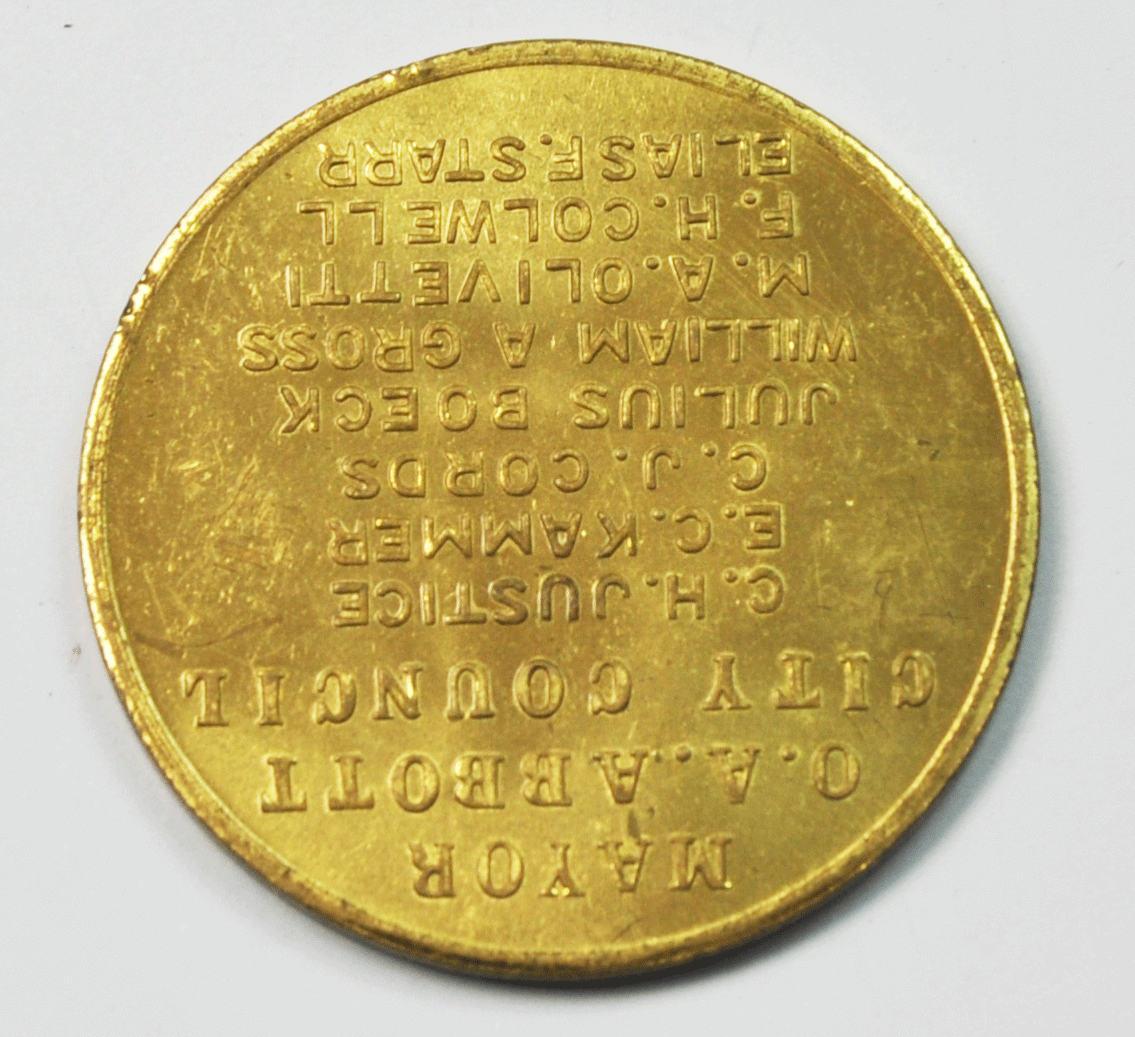 MAYOR
O.A.ABBOTT
CITY COUNCIL
C.H.JUSTICE
E.C.KAMMER
C.J.CORDS
JULIUS BOECK
WILLIAM A GROSS
M.A.OLIVETTI
F.H.COLWELL
ELIAS F.STARR